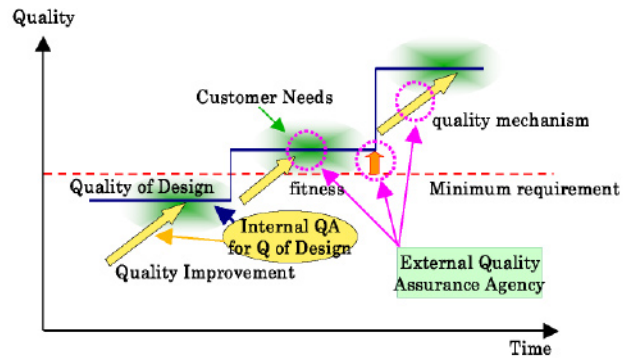 Quality
Customer Needs
quality mechanism
Quality of Design
fitness
Minimum requirement
Internal QA
for Q of Design
Quality Improvement
External Quality
Assurance Agency
Time